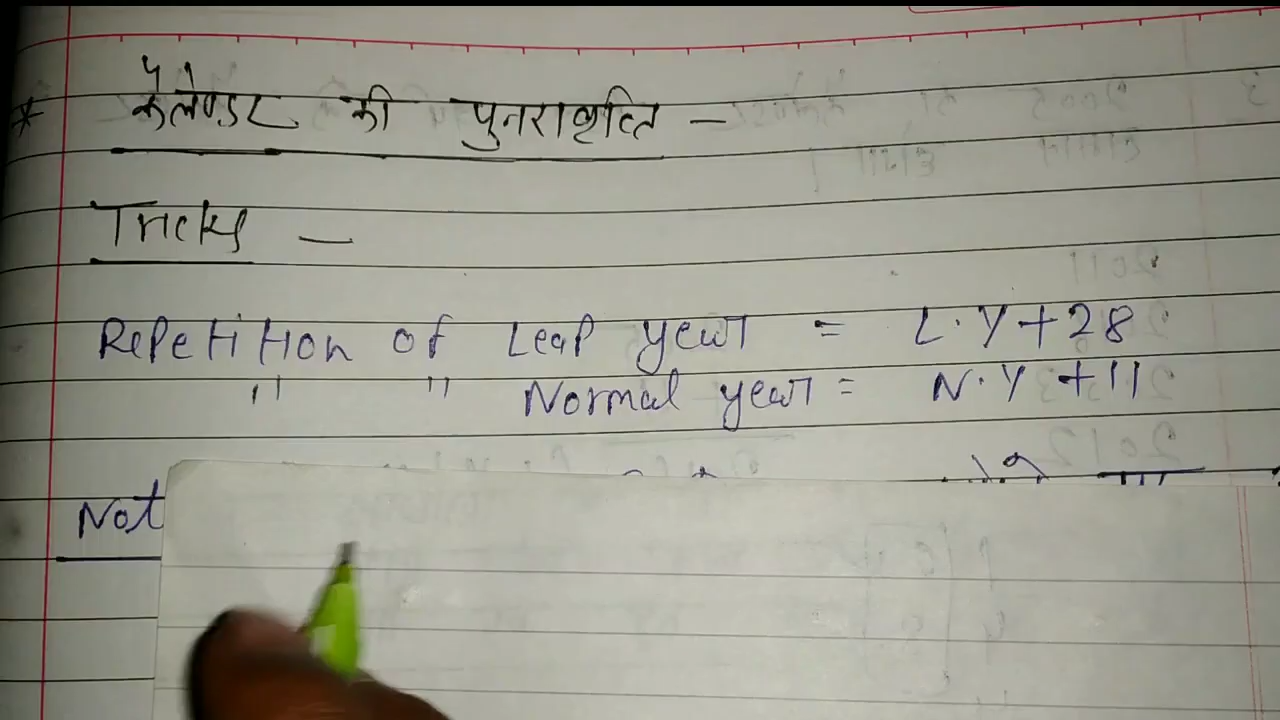 * कैलेण्डर की पुनरावृत्ति –
Tricks –
Repetition of Leap year = L.Y+28
" " Normal year = N.Y +11
Not